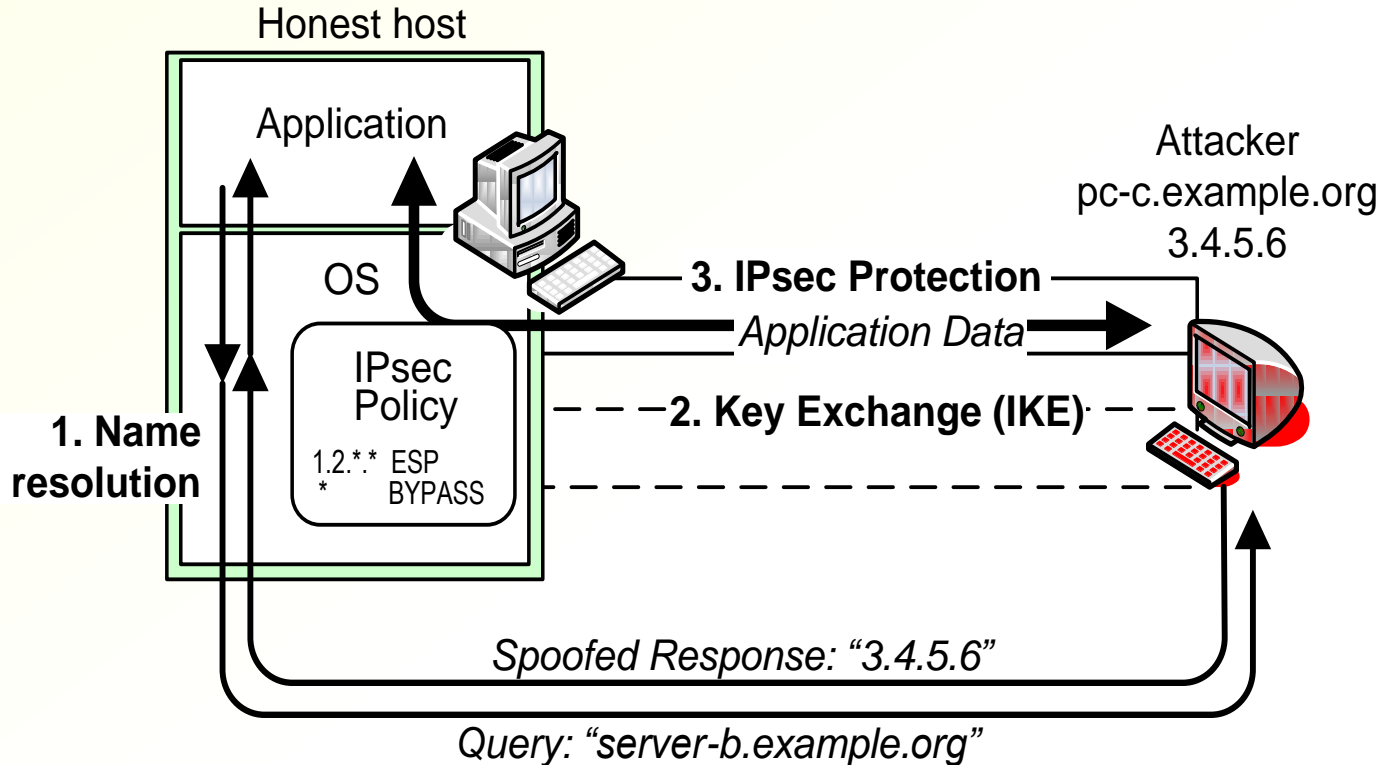 Honest host
Application
Attacker
pc-c.example.org
3.4.5.6
OS
3. IPsec Protection
Application Data
IPsec
Policy
1.2.*.* ESP
* BYPASS
2. Key Exchange (IKE)
1. Name
resolution
Spoofed Response: “3.4.5.6”
Query: “server-b.example.org”